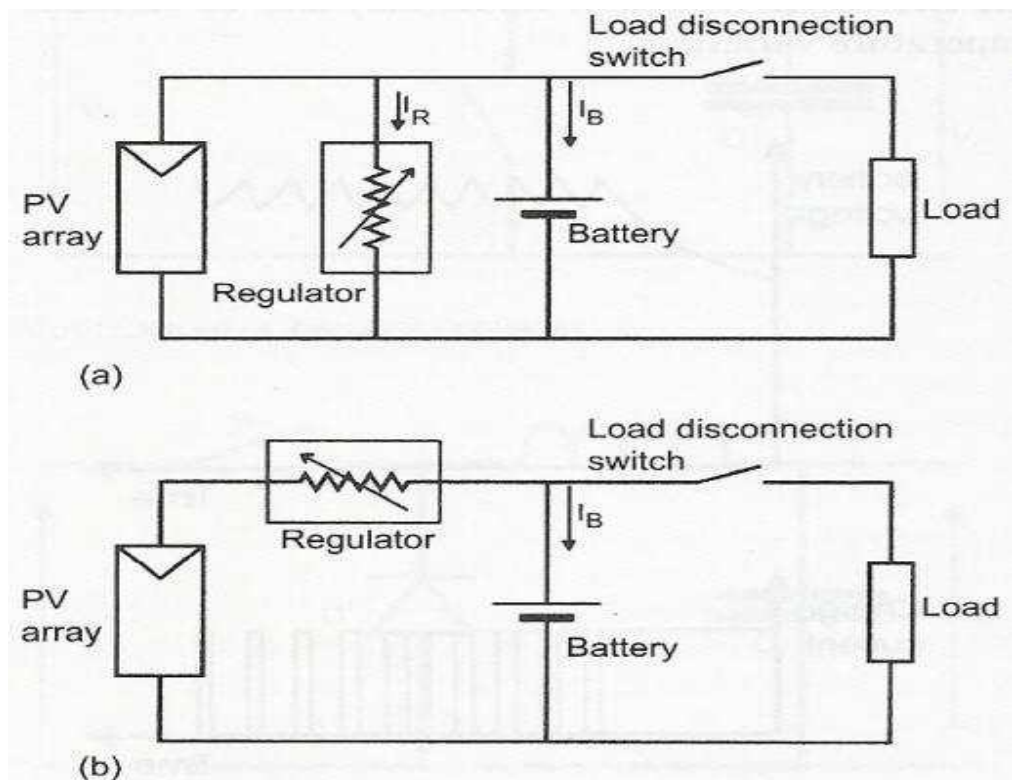 Load disconnection
switch
I_R
I_B
PV
array
Regulator
Battery
Load
(a)
Load disconnection
switch
Regulator
I_B
PV
array
Battery
Load
(b)